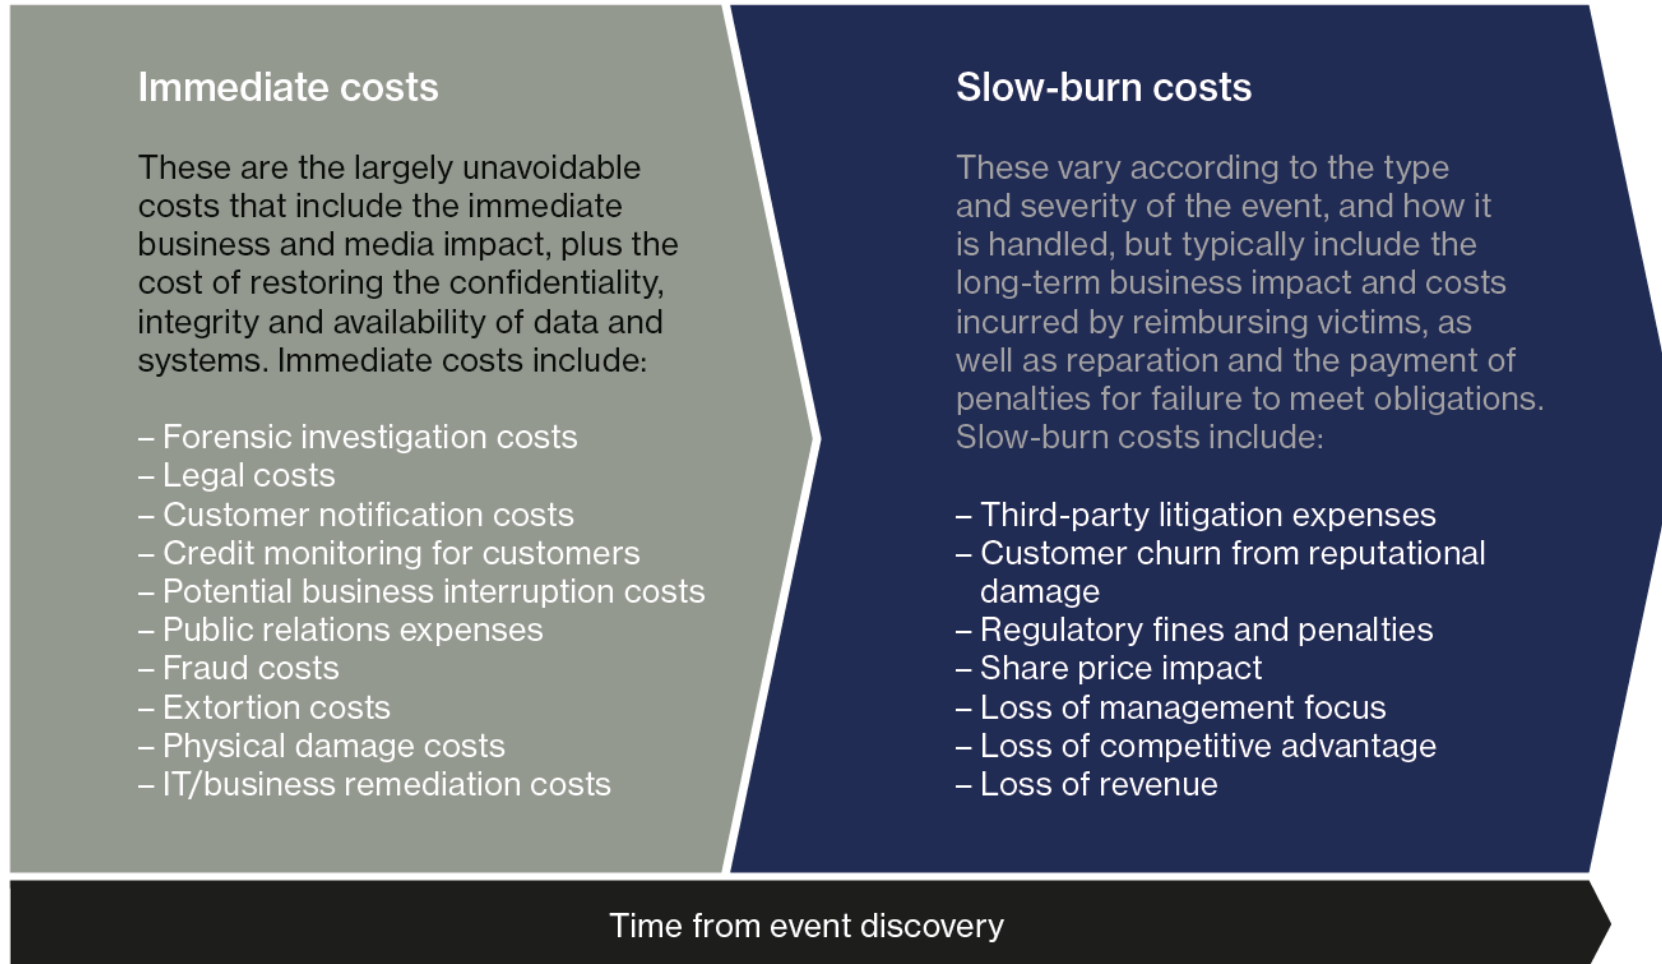 Immediate costs
These are the largely unavoidable
costs that include the immediate
business and media impact, plus the
cost of restoring the confidentiality,
integrity and availability of data and
systems. Immediate costs include:
– Forensic investigation costs
– Legal costs
– Customer notification costs
– Credit monitoring for customers
– Potential business interruption costs
– Public relations expenses
– Fraud costs
– Extortion costs
– Physical damage costs
– IT/business remediation costs
Slow-burn costs
These vary according to the type
and severity of the event, and how it
is handled, but typically include the
long-term business impact and costs
incurred by reimbursing victims, as
well as reparation and the payment of
penalties for failure to meet obligations.
Slow-burn costs include:
– Third-party litigation expenses
– Customer churn from reputational
damage
– Regulatory fines and penalties
– Share price impact
– Loss of management focus
– Loss of competitive advantage
– Loss of revenue
Time from event discovery